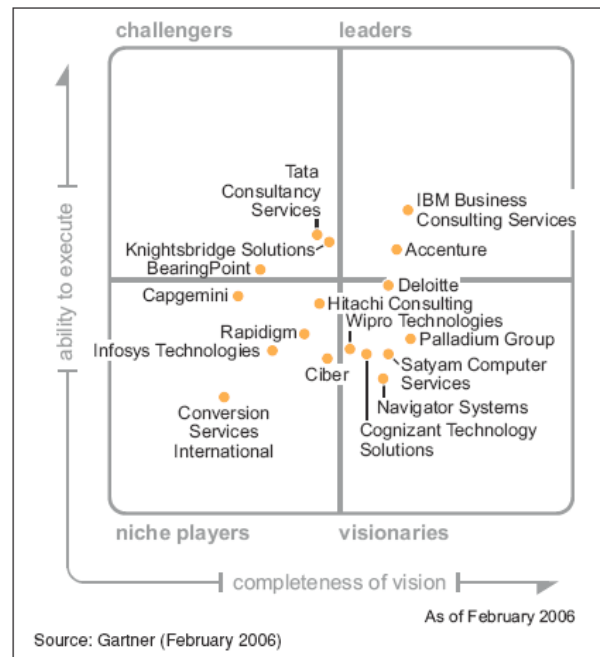 challengers
leaders
ability to execute
Tata
Consultancy
Services
IBM Business
Consulting Services
Knightsbridge Solutions
Accenture
BearingPoint
Deloitte
Capgemini
Hitachi Consulting
Wipro Technologies
Rapidigm
Palladium Group
Infosys Technologies
Ciber
Satyam Computer
Services
Navigator Systems
Conversion
Services
International
Cognizant Technology
Solutions
niche players
visionaries
completeness of vision
As of February 2006
Source: Gartner (February 2006)